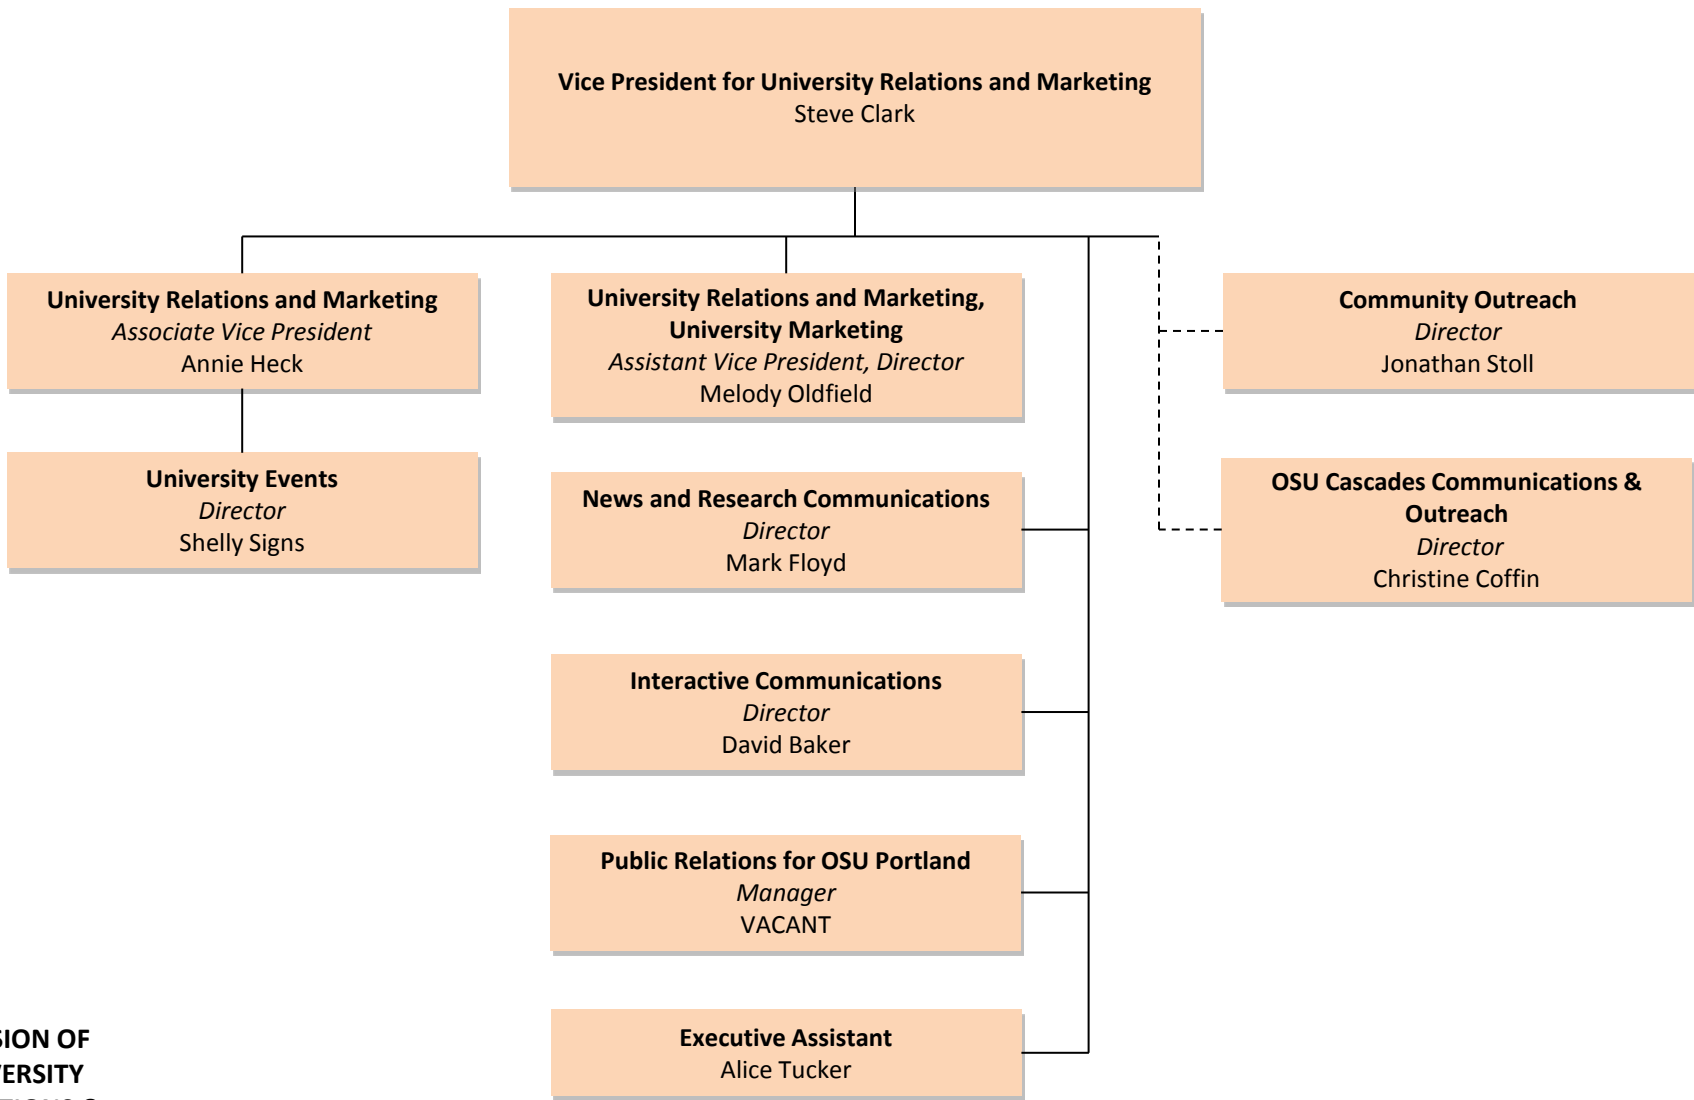 Vice President for University Relations and Marketing
Steve Clark
University Relations and Marketing
Associate Vice President
Annie Heck
University Relations and Marketing,
University Marketing
Assistant Vice President, Director
Melody Oldfield
Community Outreach
Director
Jonathan Stoll
University Events
Director
Shelly Signs
News and Research Communications
Director
Mark Floyd
OSU Cascades Communications &
Outreach
Director
Christine Coffin
Interactive Communications
Director
David Baker
Public Relations for OSU Portland
Manager
VACANT
Executive Assistant
Alice Tucker
SION OF
VERSITY